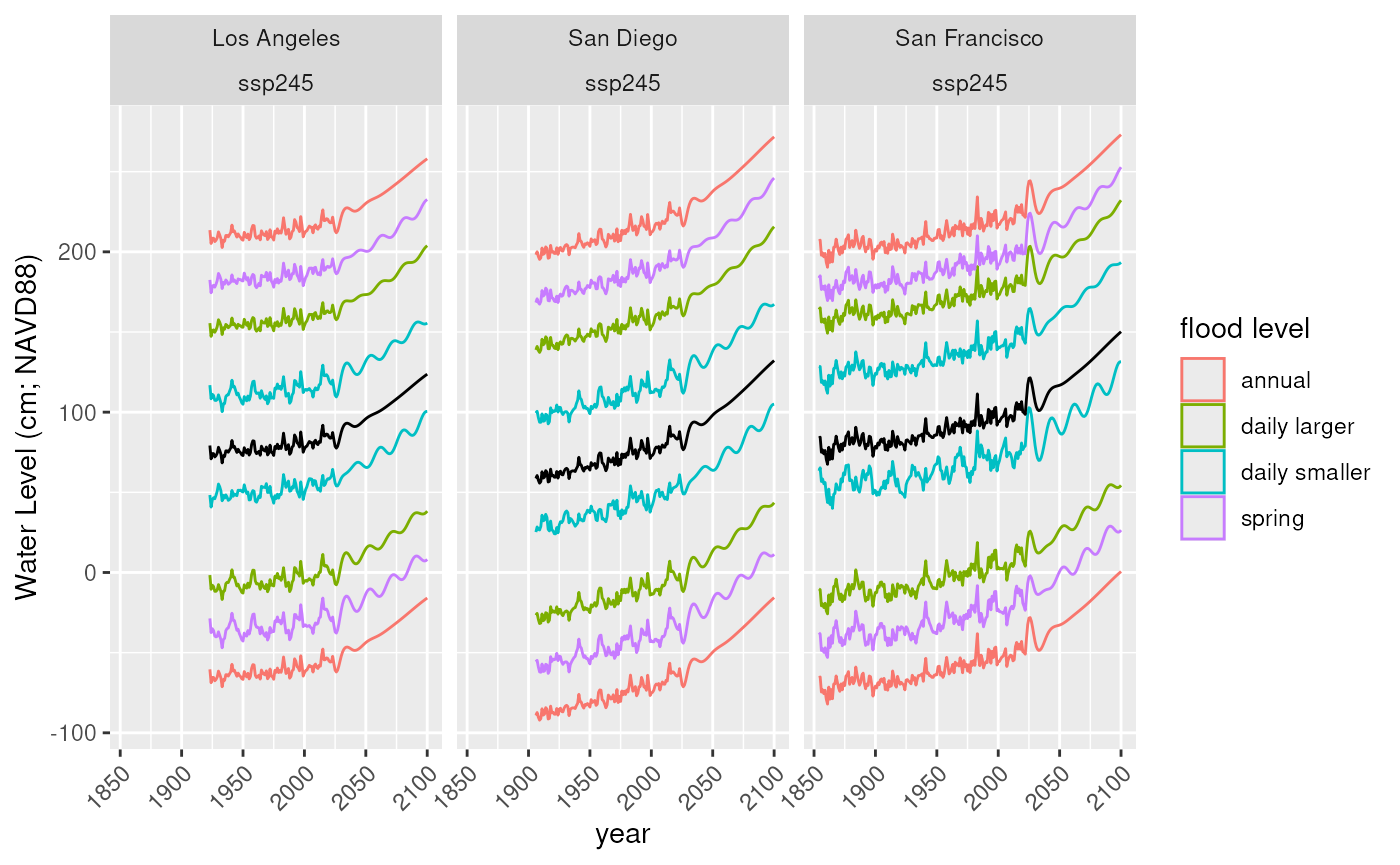 Los Angeles
San Diego
San Francisco
ssp245
ssp245
ssp245
Water Level (cm; NAVD88)
200
100
0
-100
1850
1900
1950
2000
2050
2100
1850
1900
1950
2000
2050
2100
1850
1900
1950
2000
2050
2100
year
flood level
annual
daily larger
daily smaller
spring